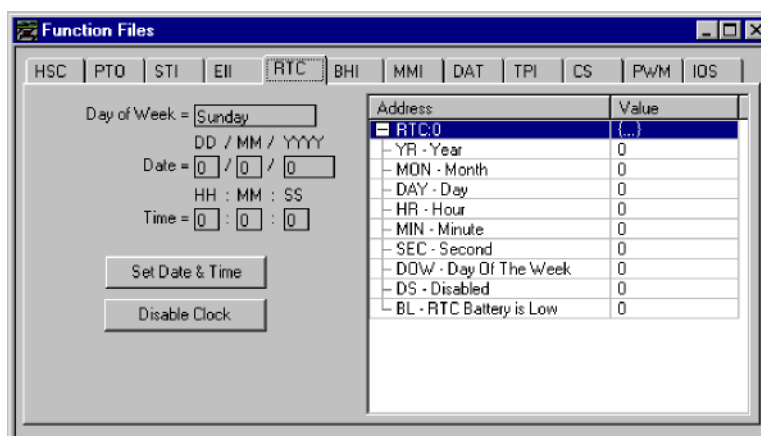 Function Files
HSC PTO STI EII RTC BHI MMI DAT TPI CS PWM IOS
Day of Week = Sunday
DD / MM / YYYY
Date = 0 / 0 / 0
HH : MM : SS
Time = 0 : 0 : 0
Set Date & Time
Disable Clock
Address Value
RTC:0 {...}
YR - Year 0
MON - Month 0
DAY - Day 0
HR - Hour 0
MIN - Minute 0
SEC - Second 0
DOW - Day Of The Week 0
DS - Disabled 0
BL - RTC Battery is Low 0